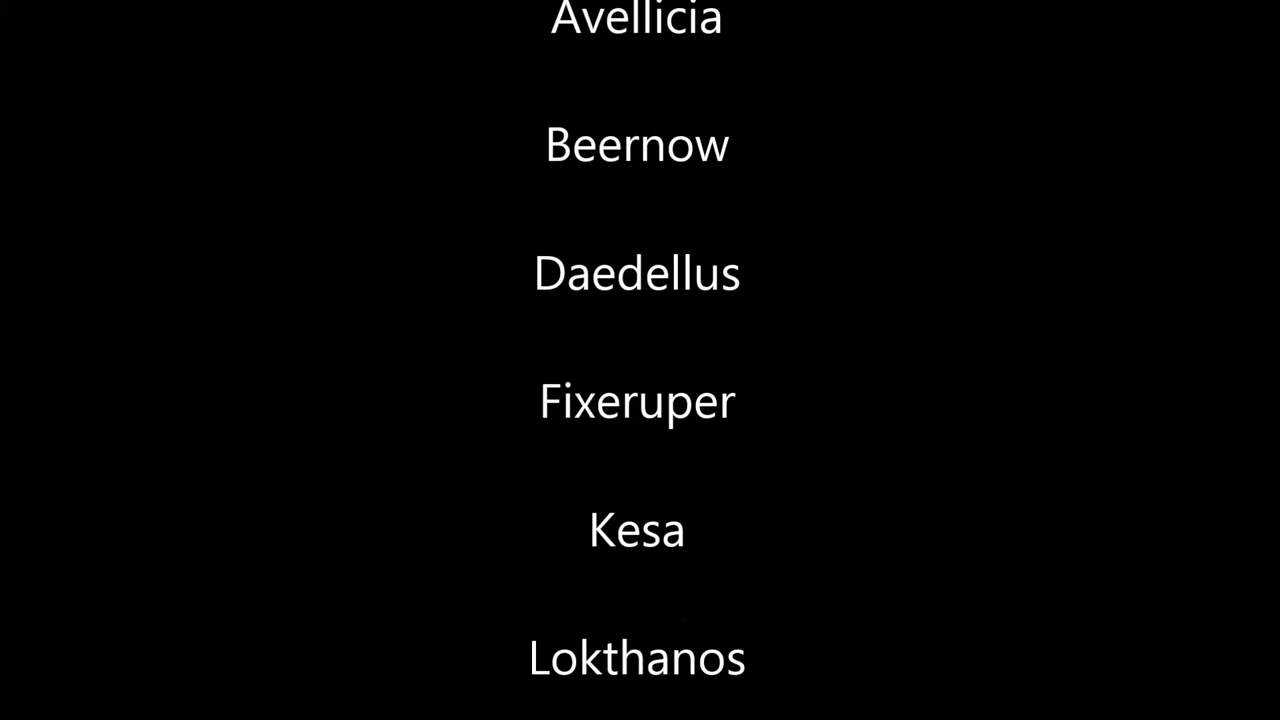 Avellicia
Beernow
Daedellus
Fixeruper
Kesa
Lokthanos